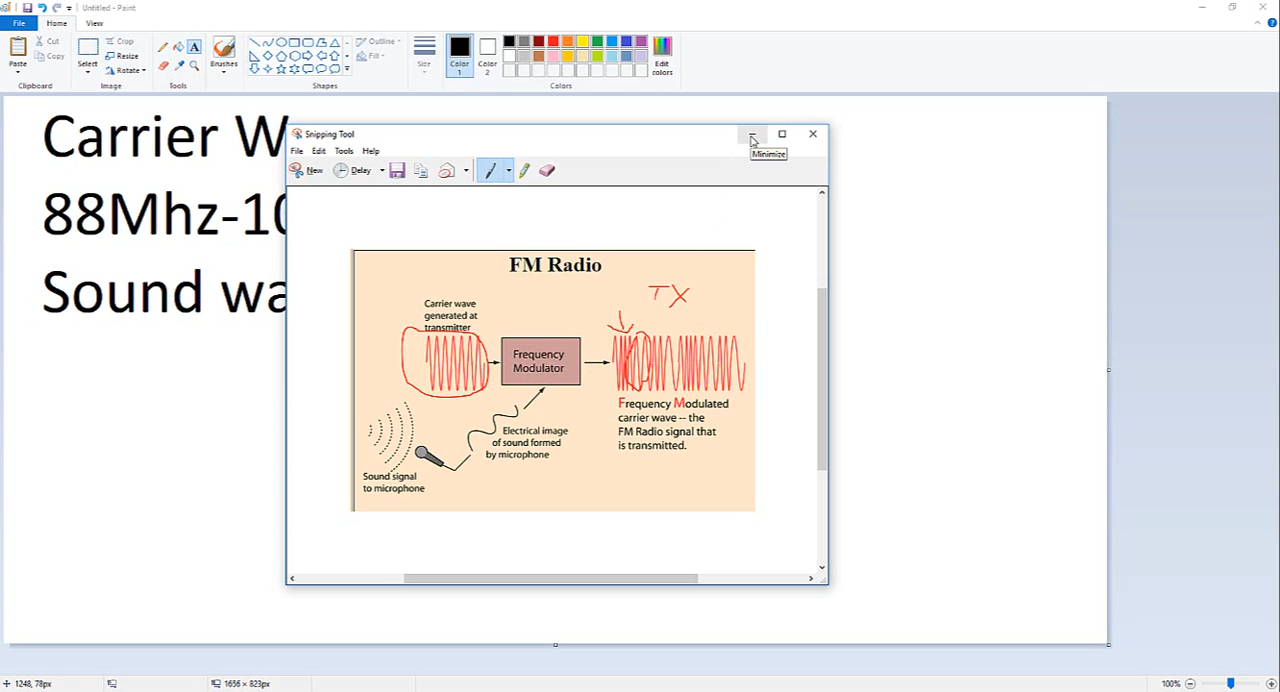 Untitled - Paint
File Home View
Paste
Cut
Copy
Clipboard
Select
Crop
Resize
Rotate
Image
Tools
Brushes
Shapes
Outline
Fill
Size
Color 1
Color 2
Edit colors
Colors
Carrier W
88Mhz-10
Sound wa
Snipping Tool
Minimize
File Edit Tools Help
New Delay
FM Radio
TX
Carrier wave
generated at
transmitter
Frequency
Modulator
Frequency Modulated
carrier wave -- the
FM Radio signal that
is transmitted.
Electrical image
of sound formed
by microphone
Sound signal
to microphone
1248, 78px
1656 × 823px
100%